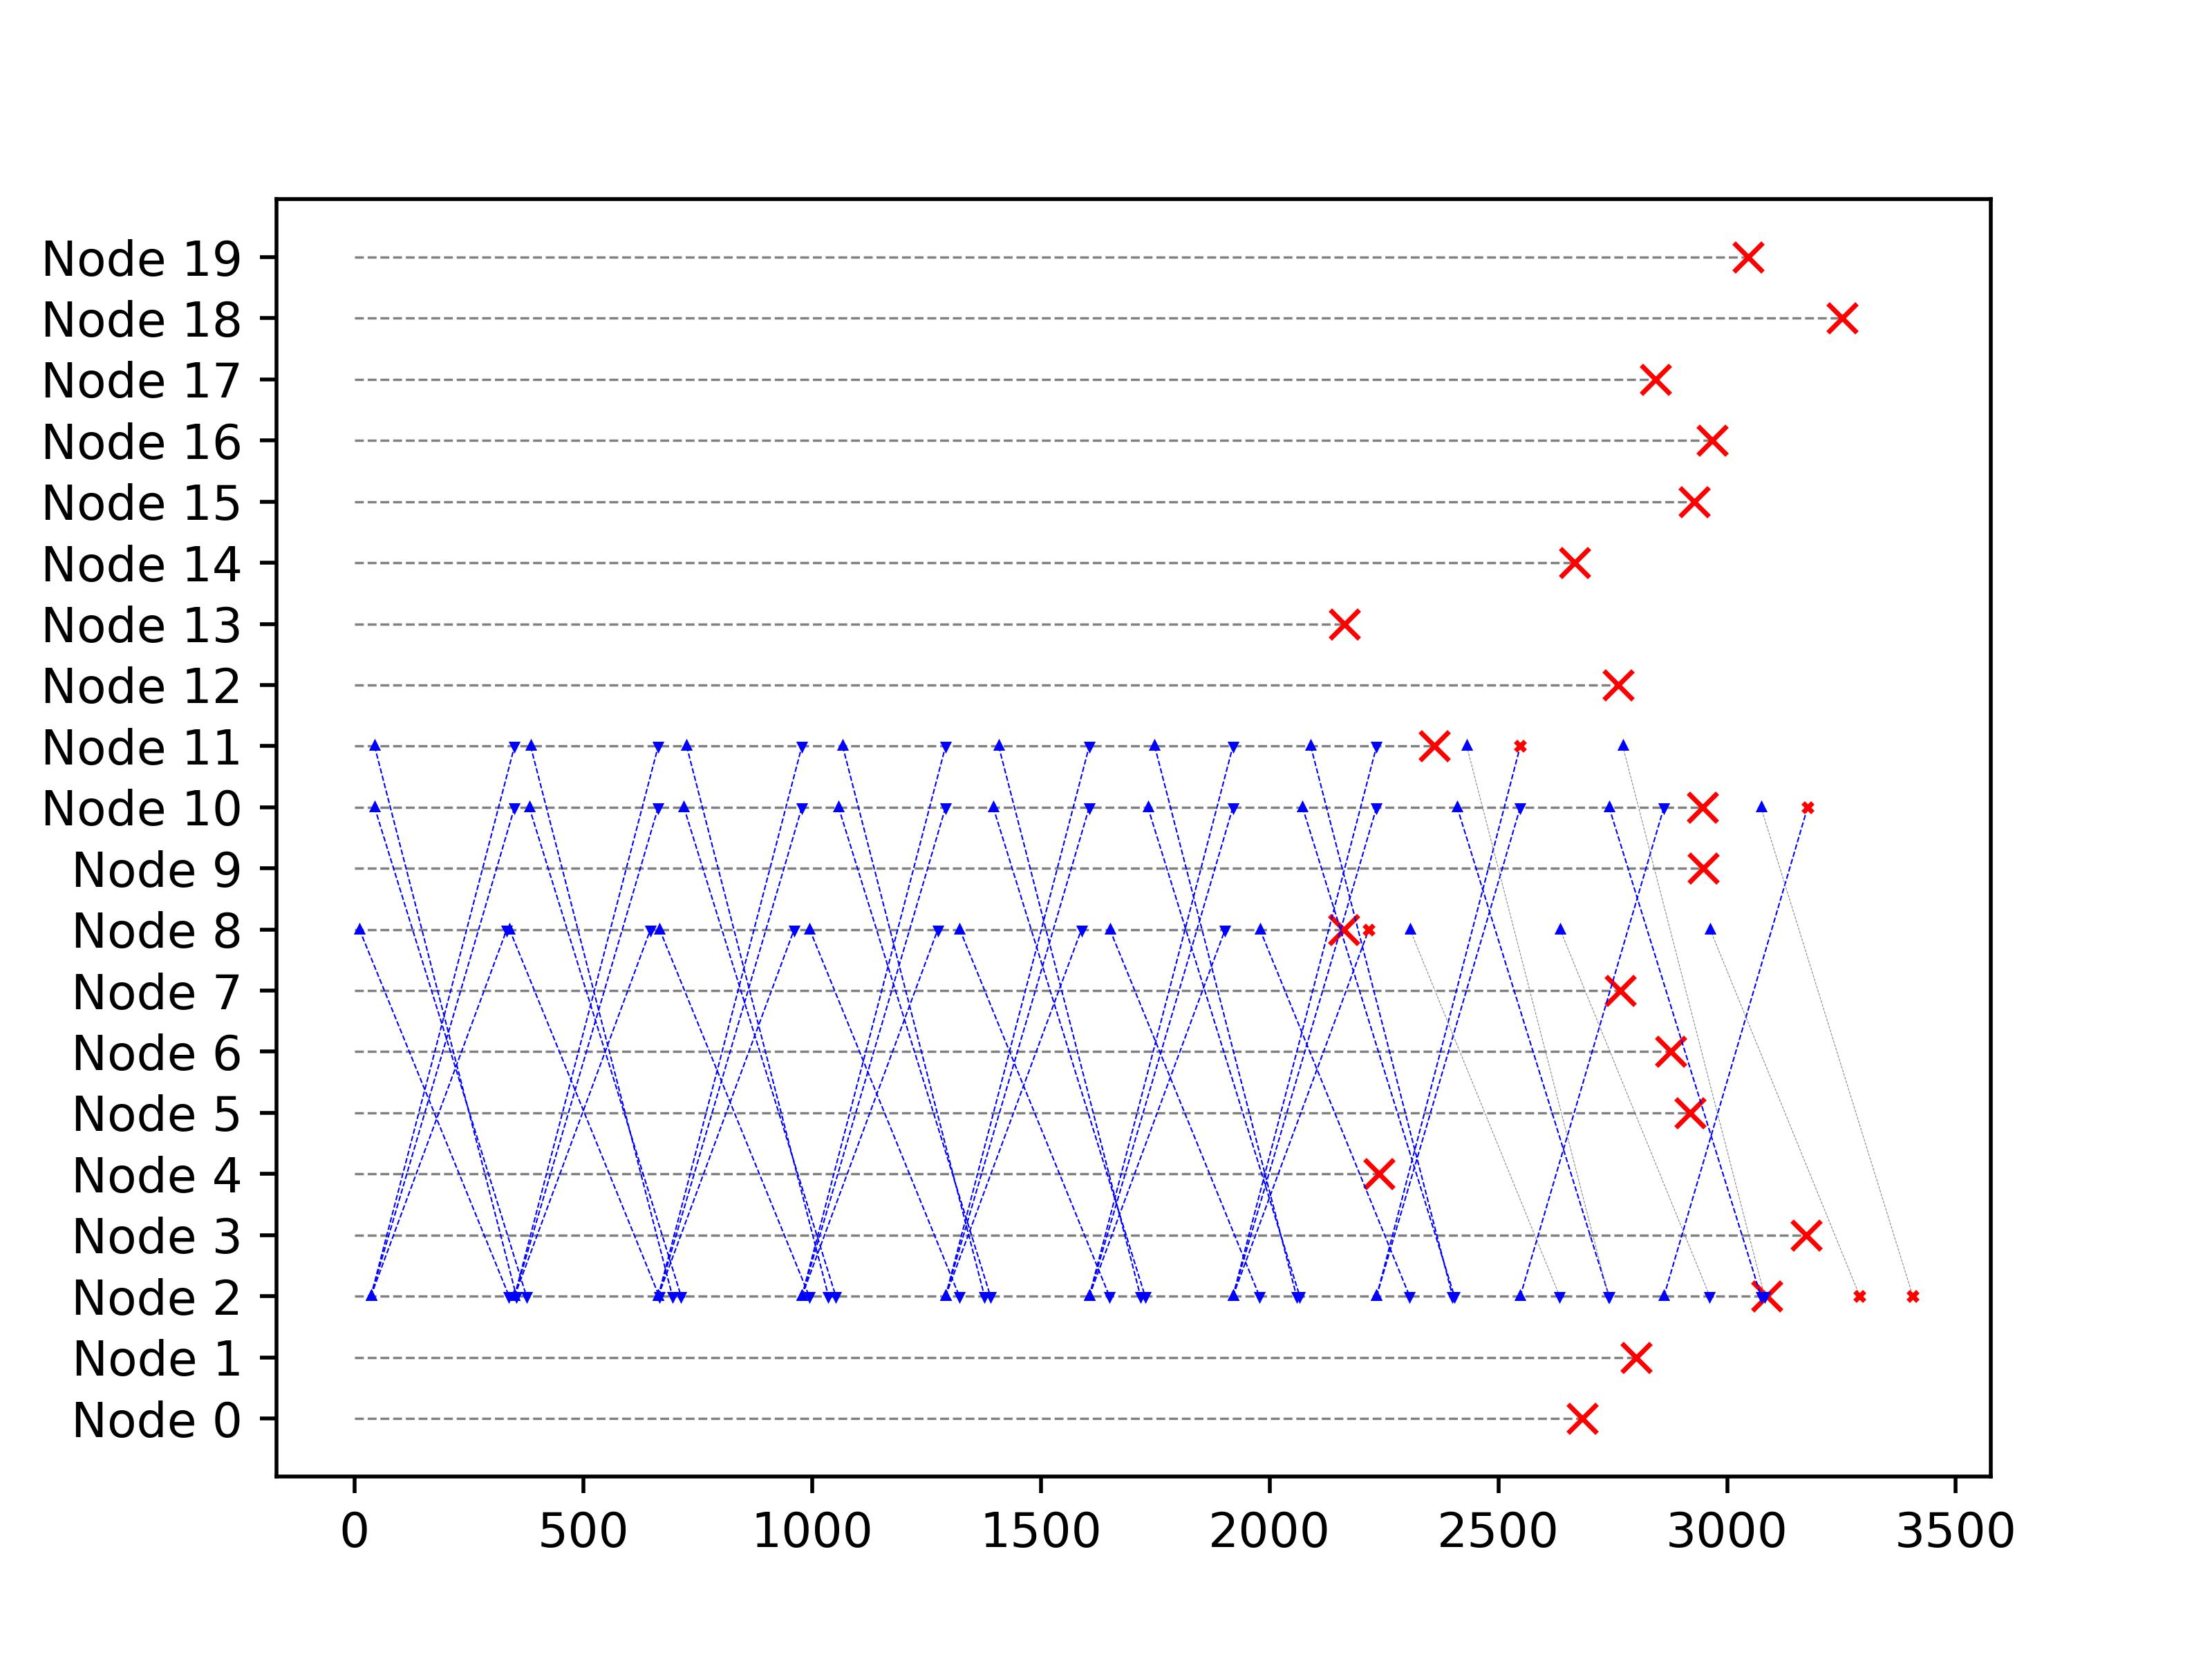 Node 19
Node 18
Node 17
Node 16
Node 15
Node 14
Node 13
Node 12
Node 11
Node 10
Node 9
Node 8
Node 7
Node 6
Node 5
Node 4
Node 3
Node 2
Node 1
Node 0
0 500 1000 1500 2000 2500 3000 3500